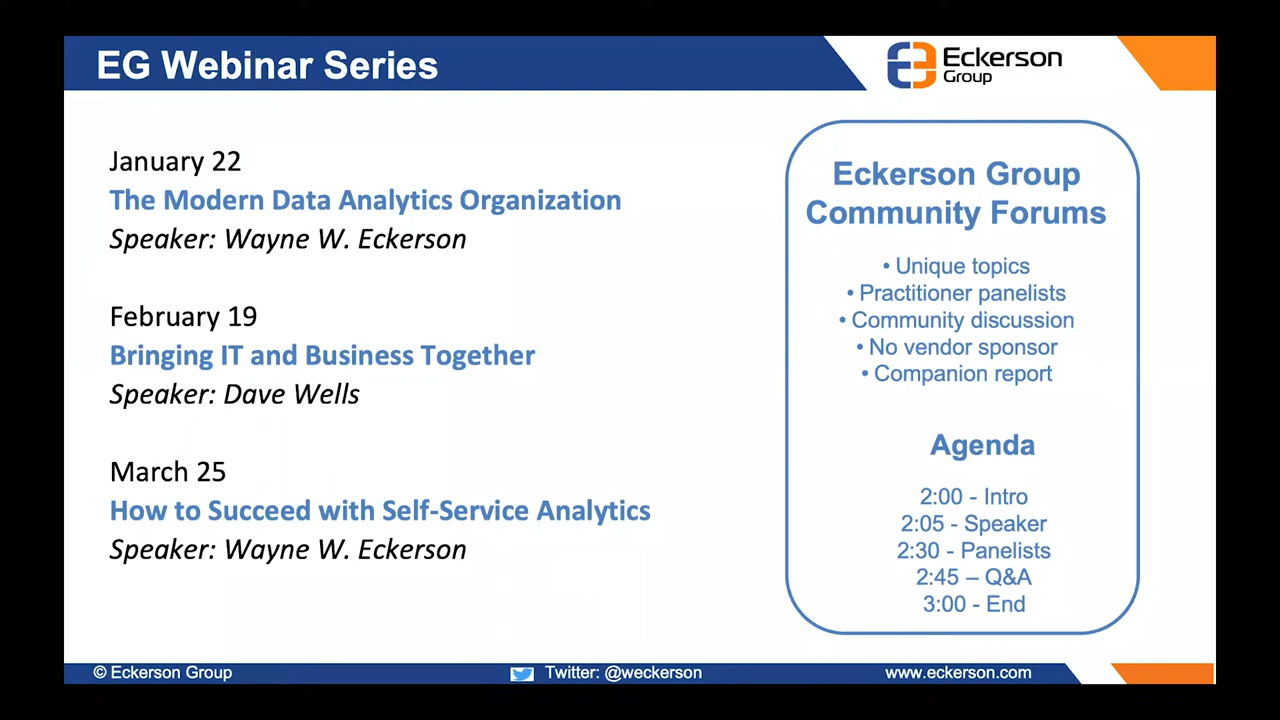 EG Webinar Series
Eckerson
Group
January 22
The Modern Data Analytics Organization
Speaker: Wayne W. Eckerson
February 19
Bringing IT and Business Together
Speaker: Dave Wells
March 25
How to Succeed with Self-Service Analytics
Speaker: Wayne W. Eckerson
Eckerson Group
Community Forums
• Unique topics
• Practitioner panelists
• Community discussion
• No vendor sponsor
• Companion report
Agenda
2:00 - Intro
2:05 - Speaker
2:30 - Panelists
2:45 – Q&A
3:00 - End
© Eckerson Group
Twitter: @weckerson
www.eckerson.com